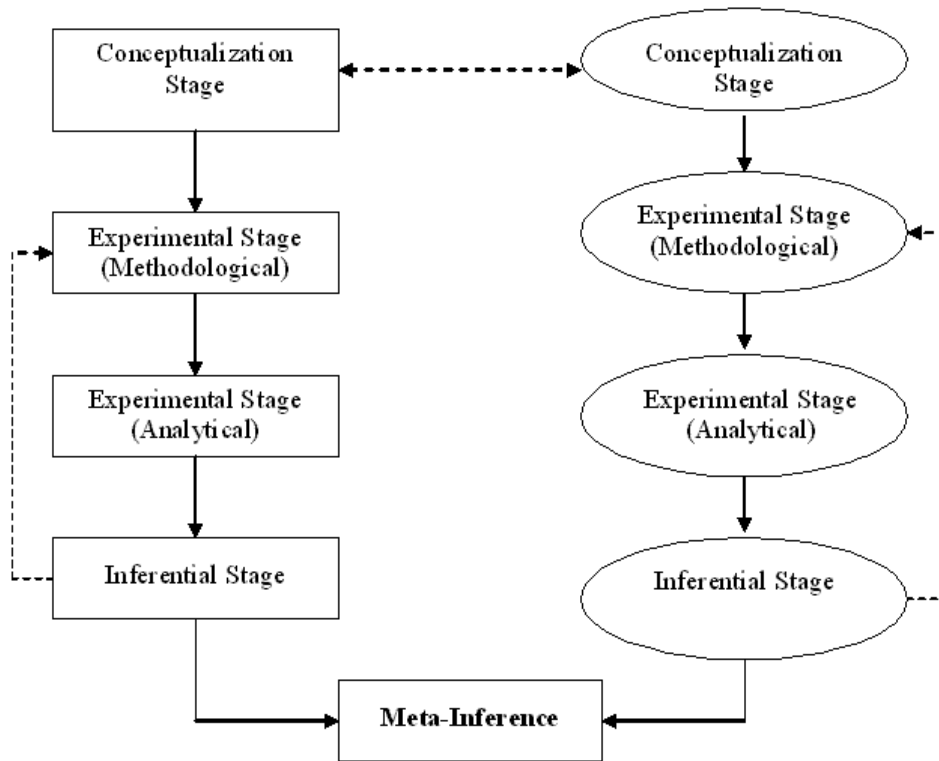 Conceptualization
Stage
Conceptualization
Stage
Experimental Stage
(Methodological)
Experimental Stage
(Methodological)
Experimental Stage
(Analytical)
Experimental Stage
(Analytical)
Inferential Stage
Inferential Stage
Meta-Inference